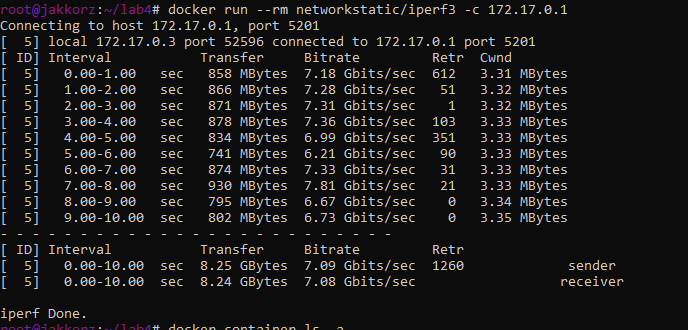 root@jakkorz:~/lab4# docker run --rm networkstatic/iperf3 -c 172.17.0.1
Connecting to host 172.17.0.1, port 5201
[  5] local 172.17.0.3 port 52596 connected to 172.17.0.1 port 5201
[ ID] Interval           Transfer     Bitrate         Retr  Cwnd
[  5]   0.00-1.00   sec   858 MBytes  7.18 Gbits/sec  612   3.31 MBytes
[  5]   1.00-2.00   sec   866 MBytes  7.28 Gbits/sec   51   3.32 MBytes
[  5]   2.00-3.00   sec   871 MBytes  7.31 Gbits/sec    1   3.32 MBytes
[  5]   3.00-4.00   sec   878 MBytes  7.36 Gbits/sec  103   3.33 MBytes
[  5]   4.00-5.00   sec   834 MBytes  6.99 Gbits/sec  351   3.33 MBytes
[  5]   5.00-6.00   sec   741 MBytes  6.21 Gbits/sec   90   3.33 MBytes
[  5]   6.00-7.00   sec   874 MBytes  7.33 Gbits/sec   31   3.33 MBytes
[  5]   7.00-8.00   sec   930 MBytes  7.81 Gbits/sec   21   3.33 MBytes
[  5]   8.00-9.00   sec   795 MBytes  6.67 Gbits/sec    0   3.34 MBytes
[  5]   9.00-10.00  sec   802 MBytes  6.73 Gbits/sec    0   3.35 MBytes
- - - - - - - - - - - - - - - - - - - - - - - - -
[ ID] Interval           Transfer     Bitrate         Retr
[  5]   0.00-10.00  sec  8.25 GBytes  7.09 Gbits/sec  1260             sender
[  5]   0.00-10.00  sec  8.24 GBytes  7.08 Gbits/sec                  receiver
iperf Done.
root@jakkorz:~/lab4# docker container ls -a